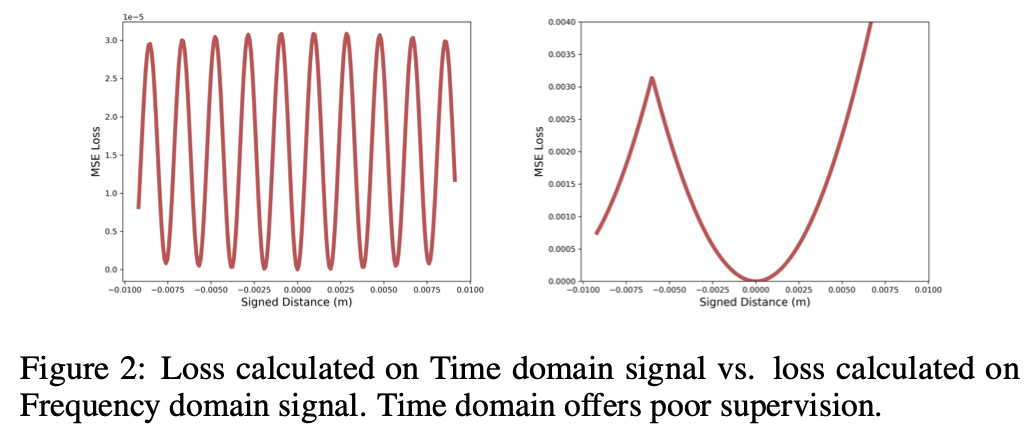 1e−5
3.0
2.5
2.0
1.5
1.0
0.5
0.0
MSE Loss
−0.0100 −0.0075 −0.0050 −0.0025 0.0000 0.0025 0.0050 0.0075 0.0100
Signed Distance (m)
0.0040
0.0035
0.0030
0.0025
0.0020
0.0015
0.0010
0.0005
0.0000
MSE Loss
−0.0100 −0.0075 −0.0050 −0.0025 0.0000 0.0025 0.0050 0.0075 0.0100
Signed Distance (m)
Figure 2: Loss calculated on Time domain signal vs. loss calculated on
Frequency domain signal. Time domain offers poor supervision.